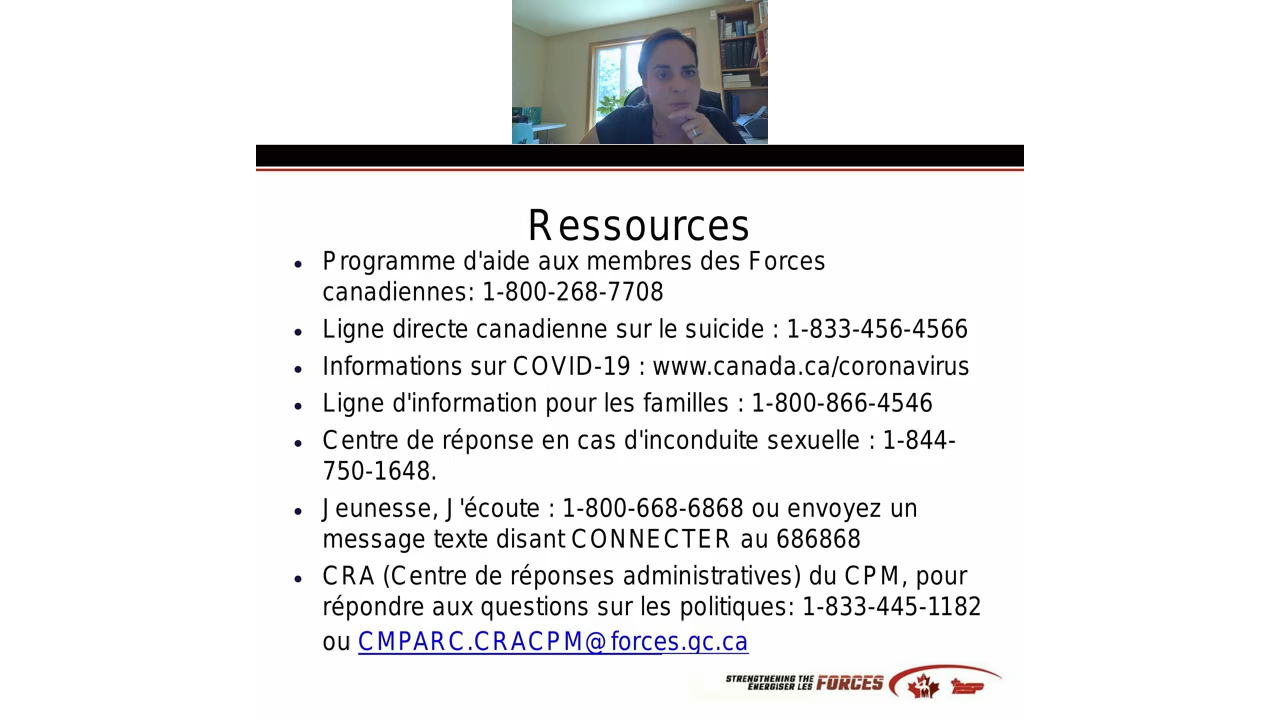 Ressources
• Programme d'aide aux membres des Forces
canadiennes: 1-800-268-7708
• Ligne directe canadienne sur le suicide : 1-833-456-4566
• Informations sur COVID-19 : www.canada.ca/coronavirus
• Ligne d'information pour les familles : 1-800-866-4546
• Centre de réponse en cas d'inconduite sexuelle : 1-844-
750-1648.
• Jeunesse, J'écoute : 1-800-668-6868 ou envoyez un
message texte disant CONNECTER au 686868
• CRA (Centre de réponses administratives) du CPM, pour
répondre aux questions sur les politiques: 1-833-445-1182
ou CMPARC.CRACPM@forces.gc.ca
STRENGTHENING THE
ÉNERGISER LES FORCES
PSP